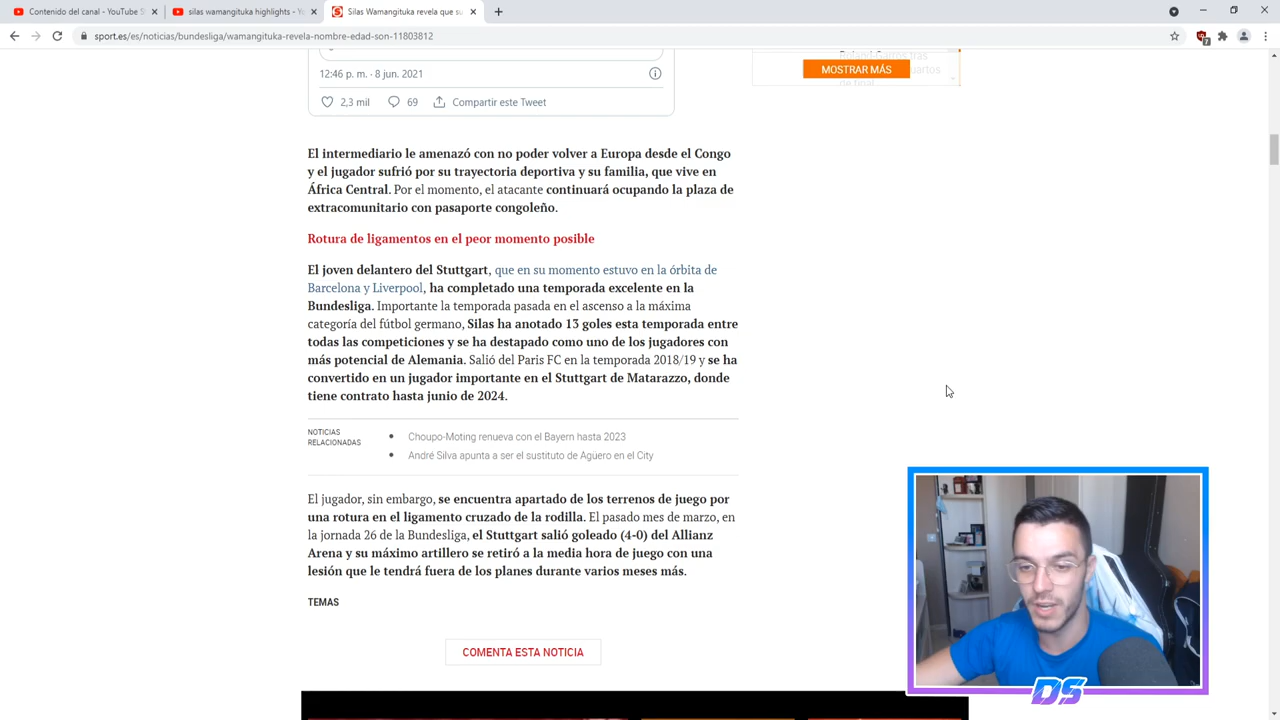 Contenido del canal - YouTube S
silas wamangituka highlights -
Silas Wamangituka revela que su
sport.es/es/noticias/bundesliga/wamangituka-revela-nombre-edad-son-11803812
MOSTRAR MÁS
12:46 p. m. · 8 jun. 2021
2,3 mil 69 Compartir este Tweet
El intermediario le amenazó con no poder volver a Europa desde el Congo
y el jugador sufrió por su trayectoria deportiva y su familia, que vive en
África Central. Por el momento, el atacante continuará ocupando la plaza de
extracomunitario con pasaporte congoleño.
Rotura de ligamentos en el peor momento posible
El joven delantero del Stuttgart, que en su momento estuvo en la órbita de
Barcelona y Liverpool, ha completado una temporada excelente en la
Bundesliga. Importante la temporada pasada en el ascenso a la máxima
categoría del fútbol germano, Silas ha anotado 13 goles esta temporada entre
todas las competiciones y se ha destapado como uno de los jugadores con
más potencial de Alemania. Salió del Paris FC en la temporada 2018/19 y se ha
convertido en un jugador importante en el Stuttgart de Matarazzo, donde
tiene contrato hasta junio de 2024.
NOTICIAS
RELACIONADAS
Choupo-Moting renueva con el Bayern hasta 2023
André Silva apunta a ser el sustituto de Agüero en el City
El jugador, sin embargo, se encuentra apartado de los terrenos de juego por
una rotura en el ligamento cruzado de la rodilla. El pasado mes de marzo, en
la jornada 26 de la Bundesliga, el Stuttgart salió goleado (4-0) del Allianz
Arena y su máximo artillero se retiró a la media hora de juego con una
lesión que le tendrá fuera de los planes durante varios meses más.
TEMAS
COMENTA ESTA NOTICIA
DS